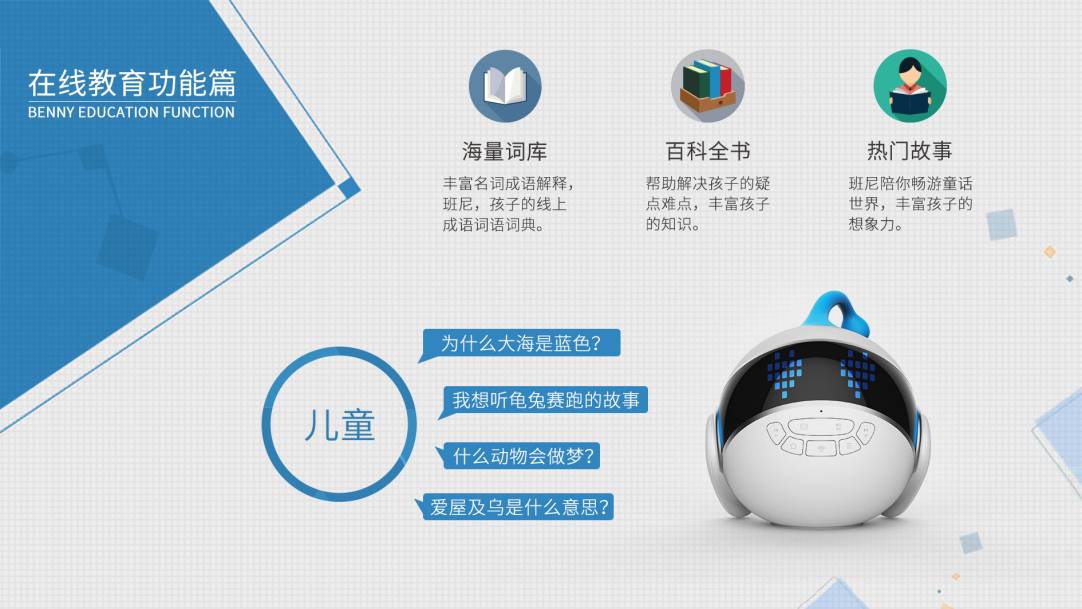 在线教育功能篇
BENNY EDUCATION FUNCTION
海量词库
丰富名词成语解释，
班尼，孩子的线上
成语词语词典。
百科全书
帮助解决孩子的疑
点难点，丰富孩子
的知识。
热门故事
班尼陪你畅游童话
世界，丰富孩子的
想象力。
儿童
为什么大海是蓝色？
我想听龟兔赛跑的故事
什么动物会做梦？
爱屋及乌是什么意思？